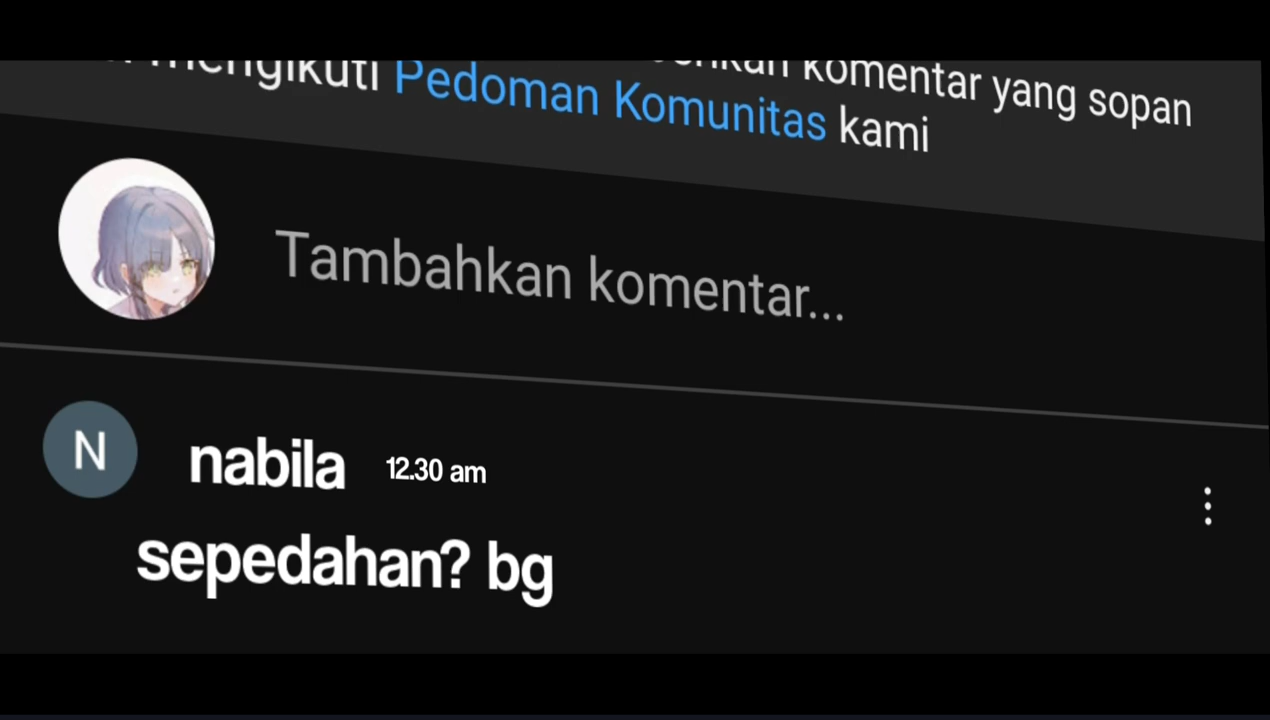 komentar yang sopan
mengikuti Pedoman Komunitas kami
Tambahkan komentar...
N
nabila 12.30 am
sepedahan? bg